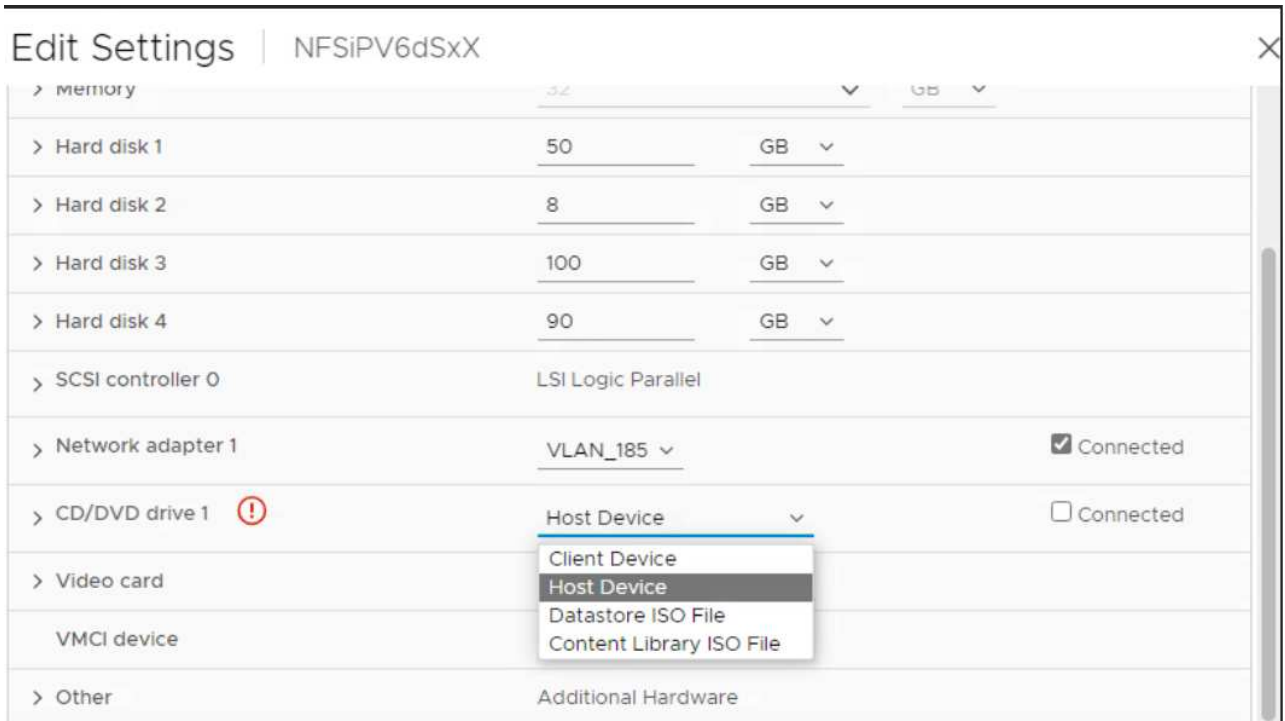 Edit Settings NFSiPV6dSxX
Memory 32 GB
Hard disk 1 50 GB
Hard disk 2 8 GB
Hard disk 3 100 GB
Hard disk 4 90 GB
SCSI controller 0 LSI Logic Parallel
Network adapter 1 VLAN_185 Connected
CD/DVD drive 1 Host Device Connected
Client Device
Video card Host Device
Datastore ISO File
VMCI device
Content Library ISO File
Other Additional Hardware